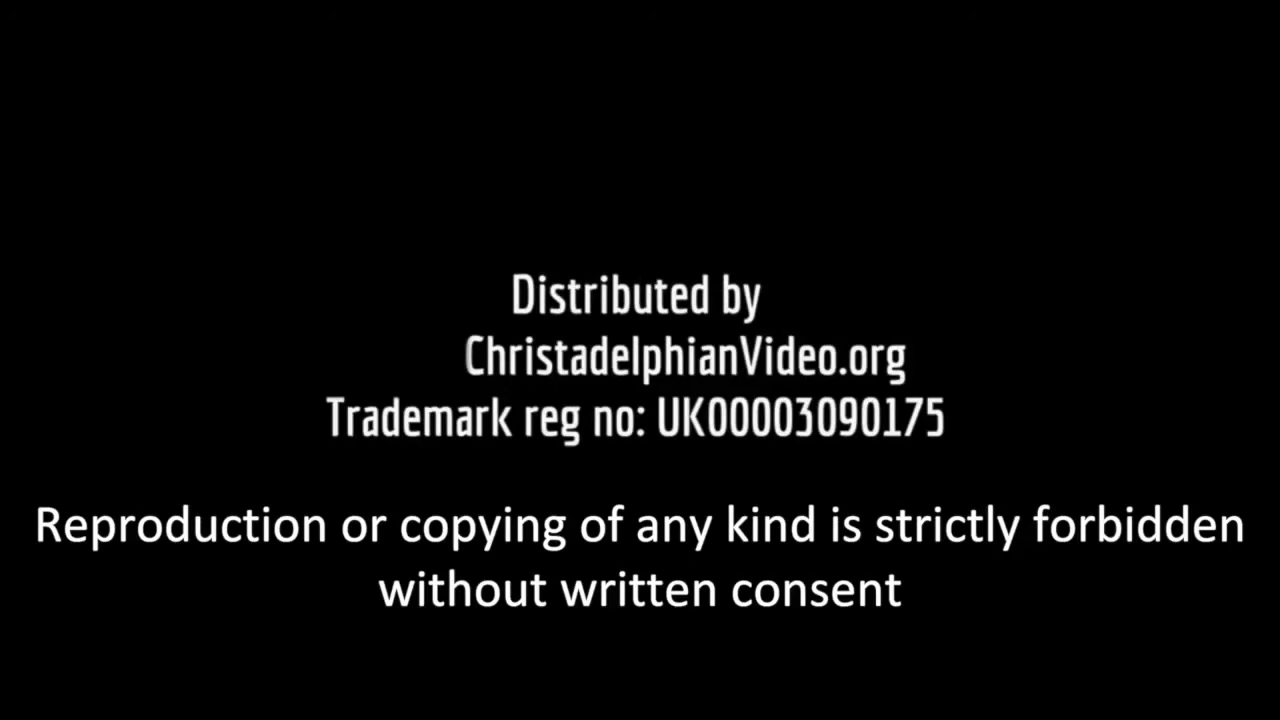 Distributed by
ChristadelphianVideo.org
Trademark reg no: UK00003090175
Reproduction or copying of any kind is strictly forbidden
without written consent